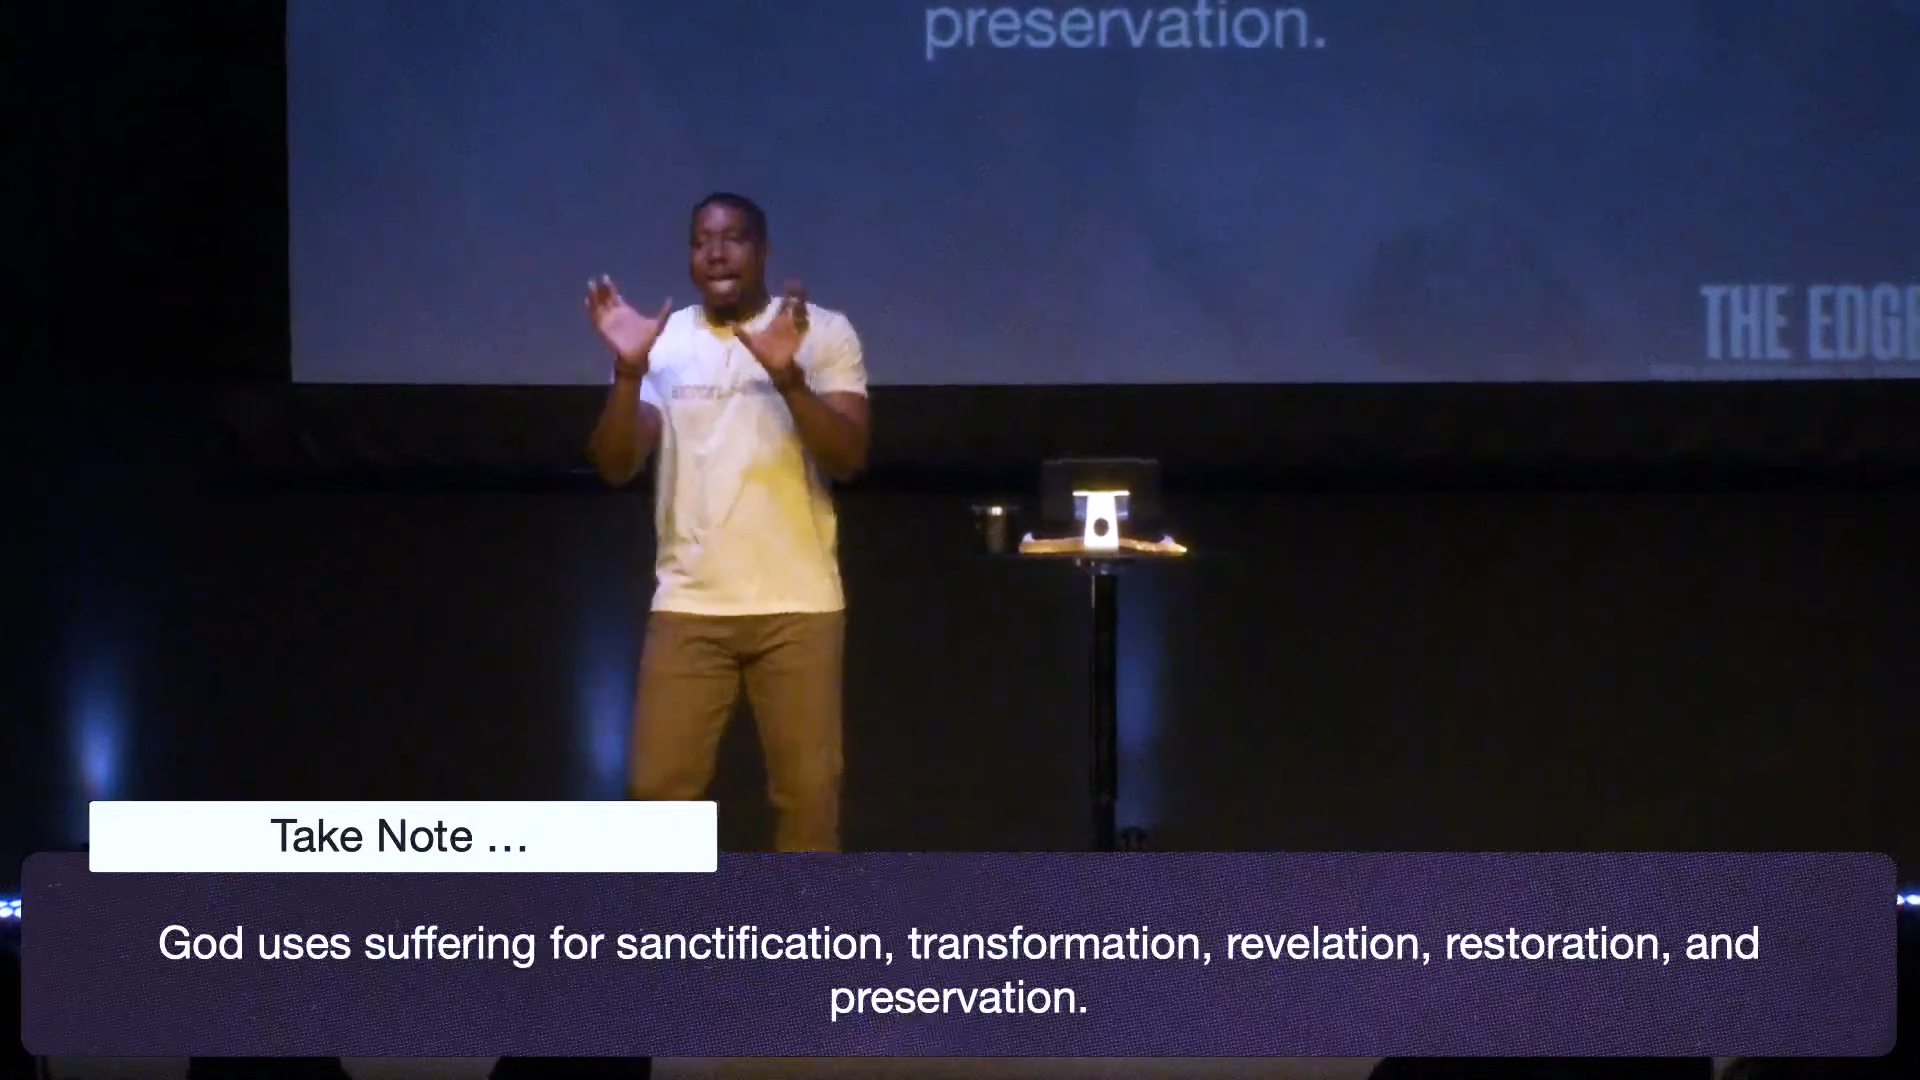 preservation.
THE EDGE
Take Note ...
God uses suffering for sanctification, transformation, revelation, restoration, and
preservation.